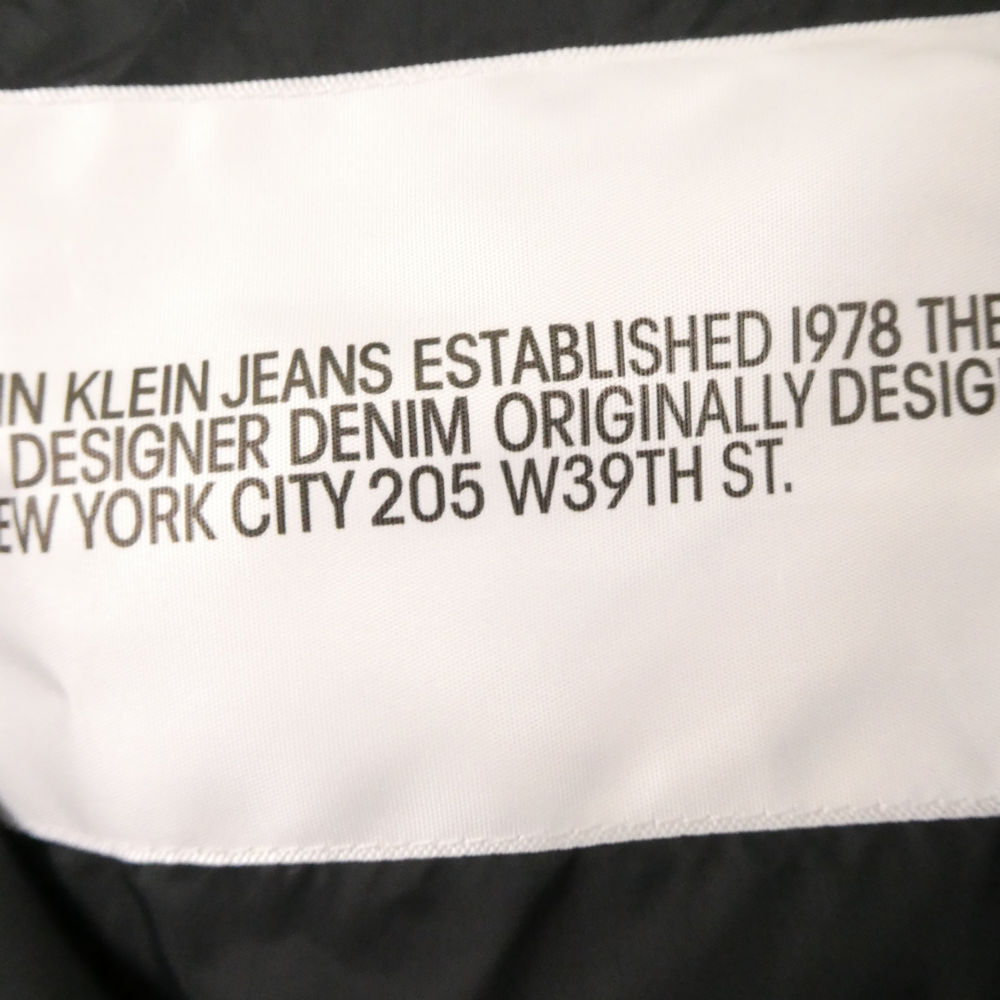 IN KLEIN JEANS ESTABLISHED 1978 THE
DESIGNER DENIM ORIGINALLY DESIG
EW YORK CITY 205 W39TH ST.